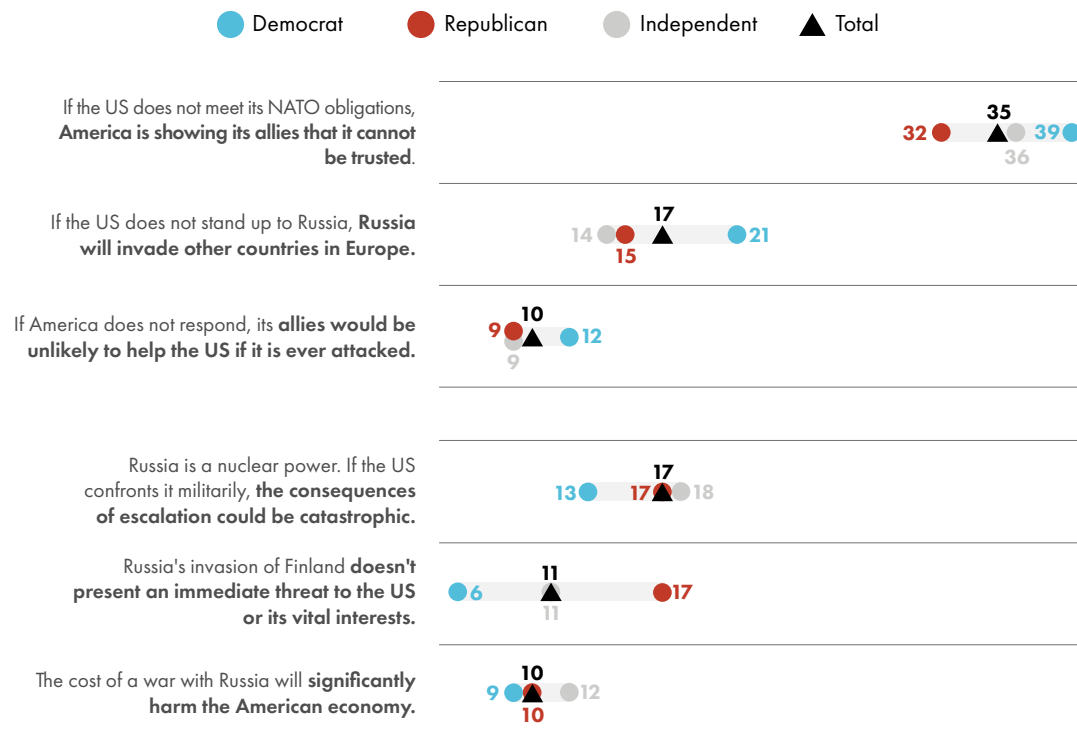 Democrat Republican Independent Total
If the US does not meet its NATO obligations,
America is showing its allies that it cannot
be trusted.
35
32 39
36
If the US does not stand up to Russia, Russia
will invade other countries in Europe.
17
14 21
15
If America does not respond, its allies would be
unlikely to help the US if it is ever attacked.
10
9 12
9
Russia is a nuclear power. If the US
confronts it militarily, the consequences
of escalation could be catastrophic.
17
13 17 18
Russia's invasion of Finland doesn't
present an immediate threat to the US
or its vital interests.
11
6 17
11
The cost of a war with Russia will significantly
harm the American economy.
10
9 12
10